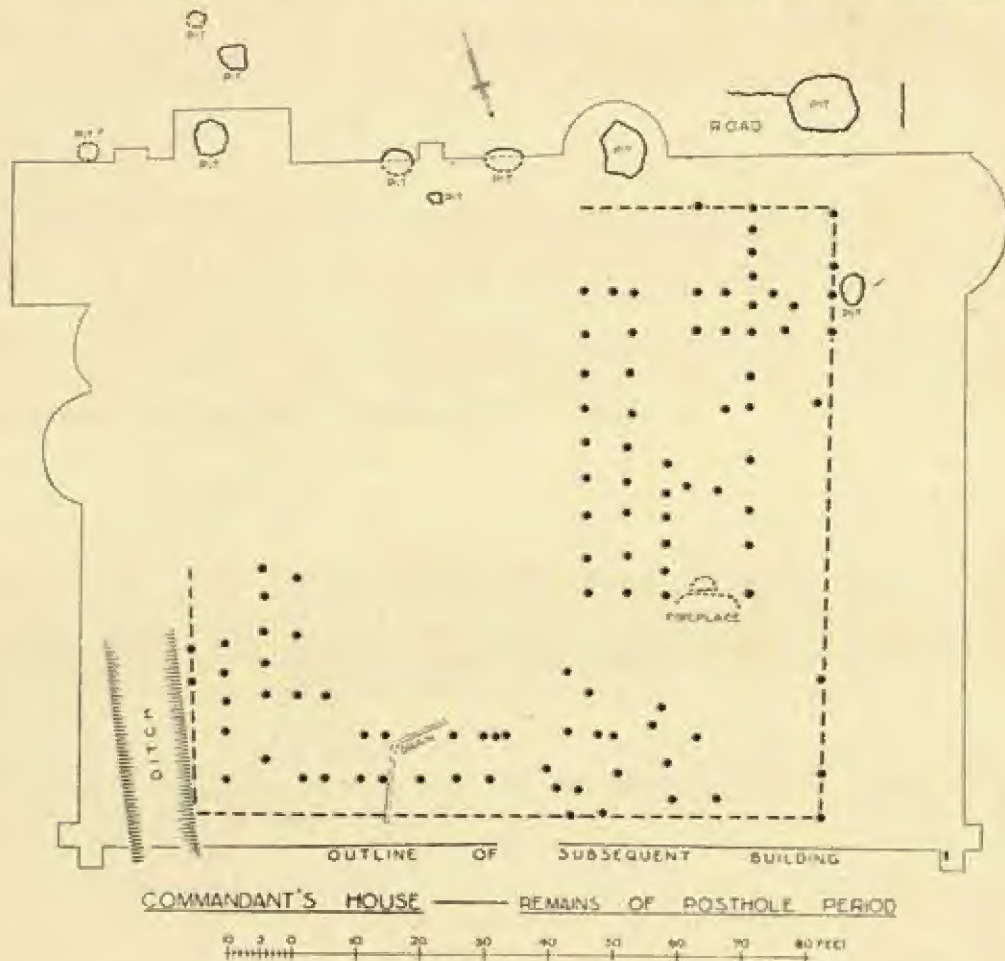 PIT
PIT
PIT ?
PIT
PIT
PIT
PIT
PIT
ROAD
PIT
PIT
FIREPLACE
DITCH
DRAIN
OUTLINE OF SUBSEQUENT BUILDING
COMMANDANT'S HOUSE — REMAINS OF POSTHOLE PERIOD
10 5 0 10 20 30 40 50 60 70 80 FEET